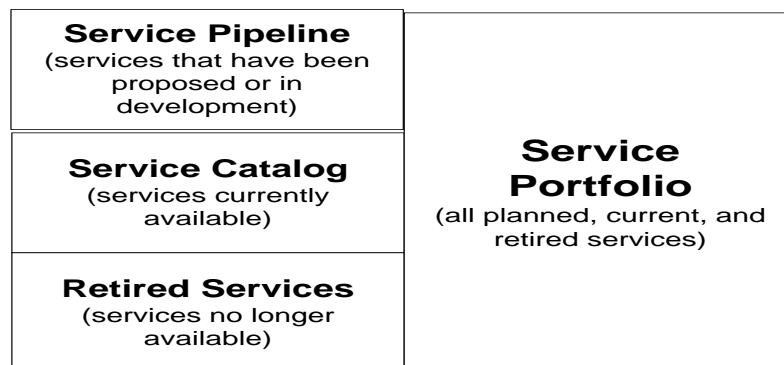 Service Pipeline
(services that have been
proposed or in
development)
Service Catalog
(services currently
available)
Retired Services
(services no longer
available)
Service
Portfolio
(all planned, current, and
retired services)